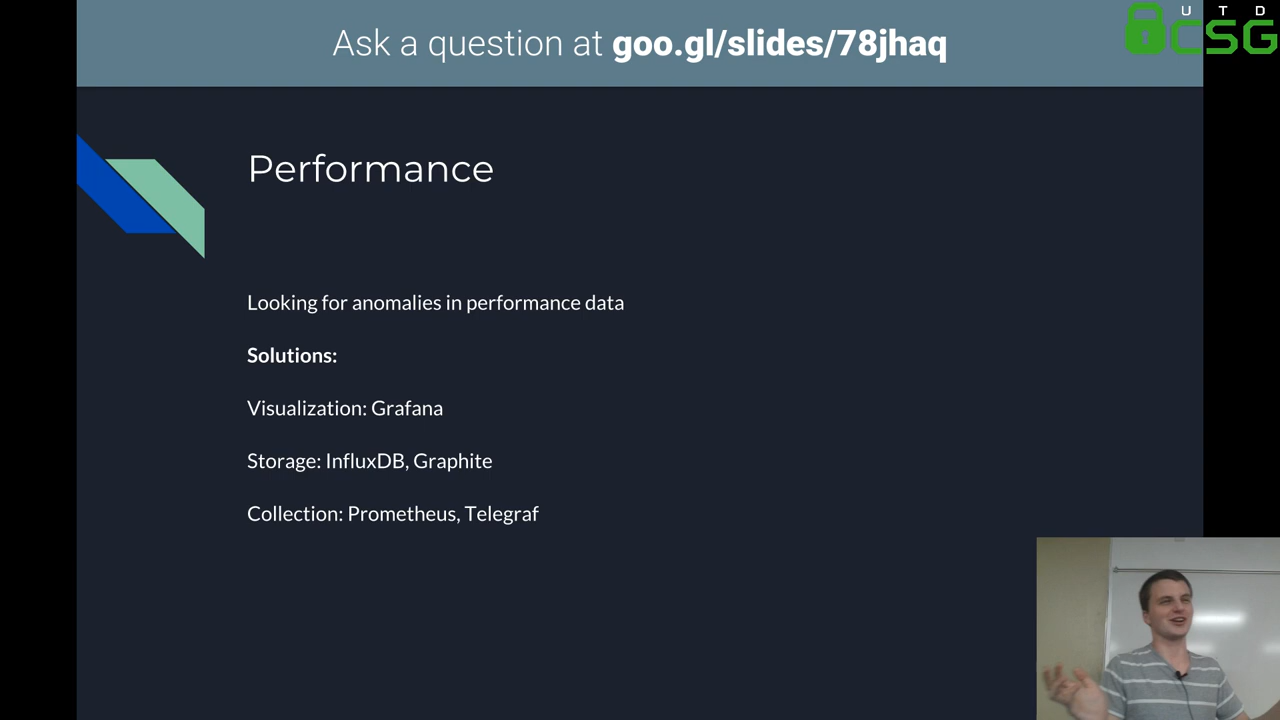 Ask a question at goo.gl/slides/78jhaq
UTD
CSG
Performance
Looking for anomalies in performance data
Solutions:
Visualization: Grafana
Storage: InfluxDB, Graphite
Collection: Prometheus, Telegraf